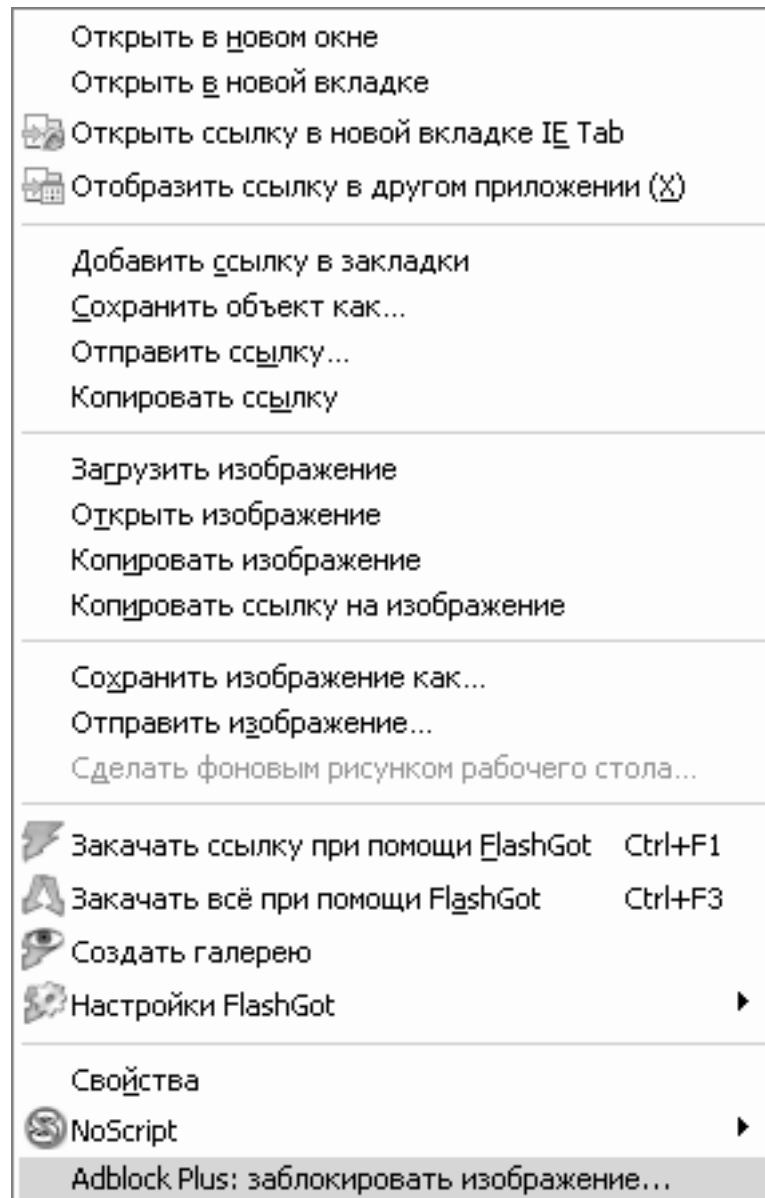 Открыть в новом окне
Открыть в новой вкладке
Открыть ссылку в новой вкладке IE Tab
Отобразить ссылку в другом приложении (X)
Добавить ссылку в закладки
Сохранить объект как...
Отправить ссылку...
Копировать ссылку
Загрузить изображение
Открыть изображение
Копировать изображение
Копировать ссылку на изображение
Сохранить изображение как...
Отправить изображение...
Сделать фоновым рисунком рабочего стола...
Закачать ссылку при помощи FlashGot Ctrl+F1
Закачать всё при помощи FlashGot Ctrl+F3
Создать галерею
Настройки FlashGot
Свойства
NoScript
Adblock Plus: заблокировать изображение...